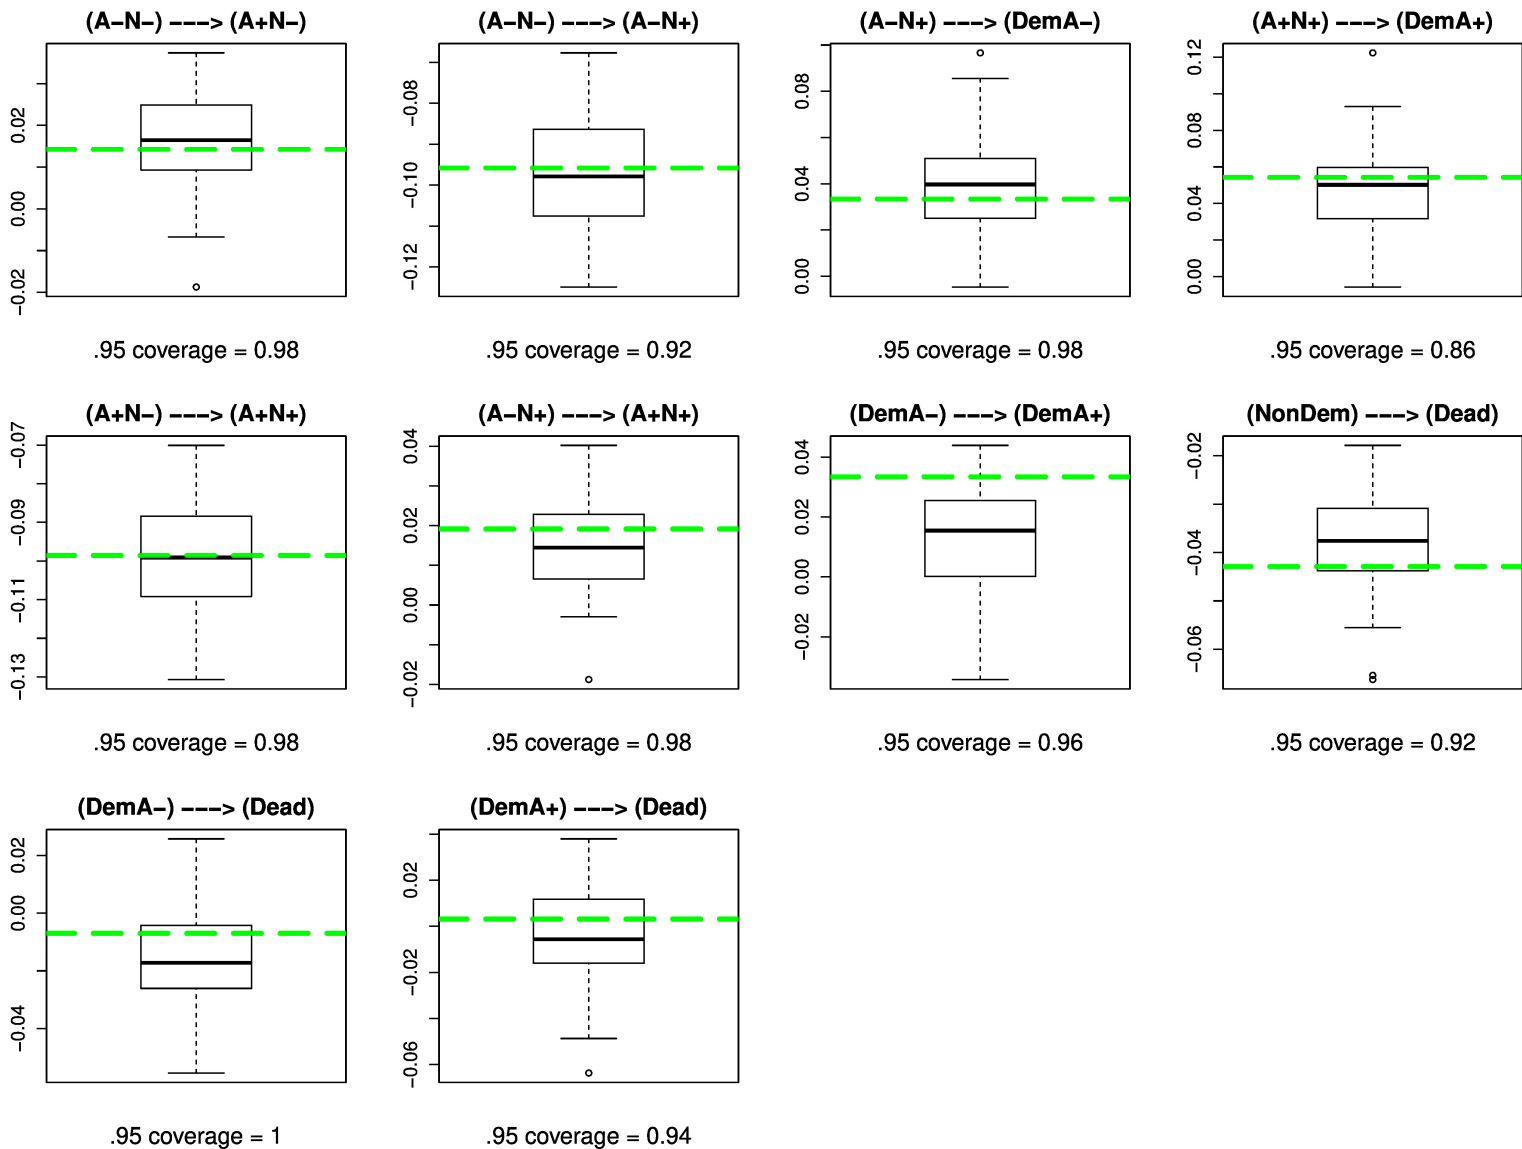 (A−N−) −−−> (A+N−)
(A−N−) −−−> (A−N+)
(A−N+) −−−> (DemA−)
(A+N+) −−−> (DemA+)
0.02
0.00
−0.02
−0.08
−0.10
−0.12
0.08
0.04
0.00
0.12
0.08
0.04
0.00
.95 coverage = 0.98
.95 coverage = 0.92
.95 coverage = 0.98
.95 coverage = 0.86
(A+N−) −−−> (A+N+)
(A−N+) −−−> (A+N+)
(DemA−) −−−> (DemA+)
(NonDem) −−−> (Dead)
−0.07
−0.09
−0.11
−0.13
0.04
0.02
0.00
−0.02
0.04
0.02
0.00
−0.02
−0.02
−0.04
−0.06
.95 coverage = 0.98
.95 coverage = 0.98
.95 coverage = 0.96
.95 coverage = 0.92
(DemA−) −−−> (Dead)
(DemA+) −−−> (Dead)
0.02
0.00
−0.04
0.02
−0.02
−0.06
.95 coverage = 1
.95 coverage = 0.94